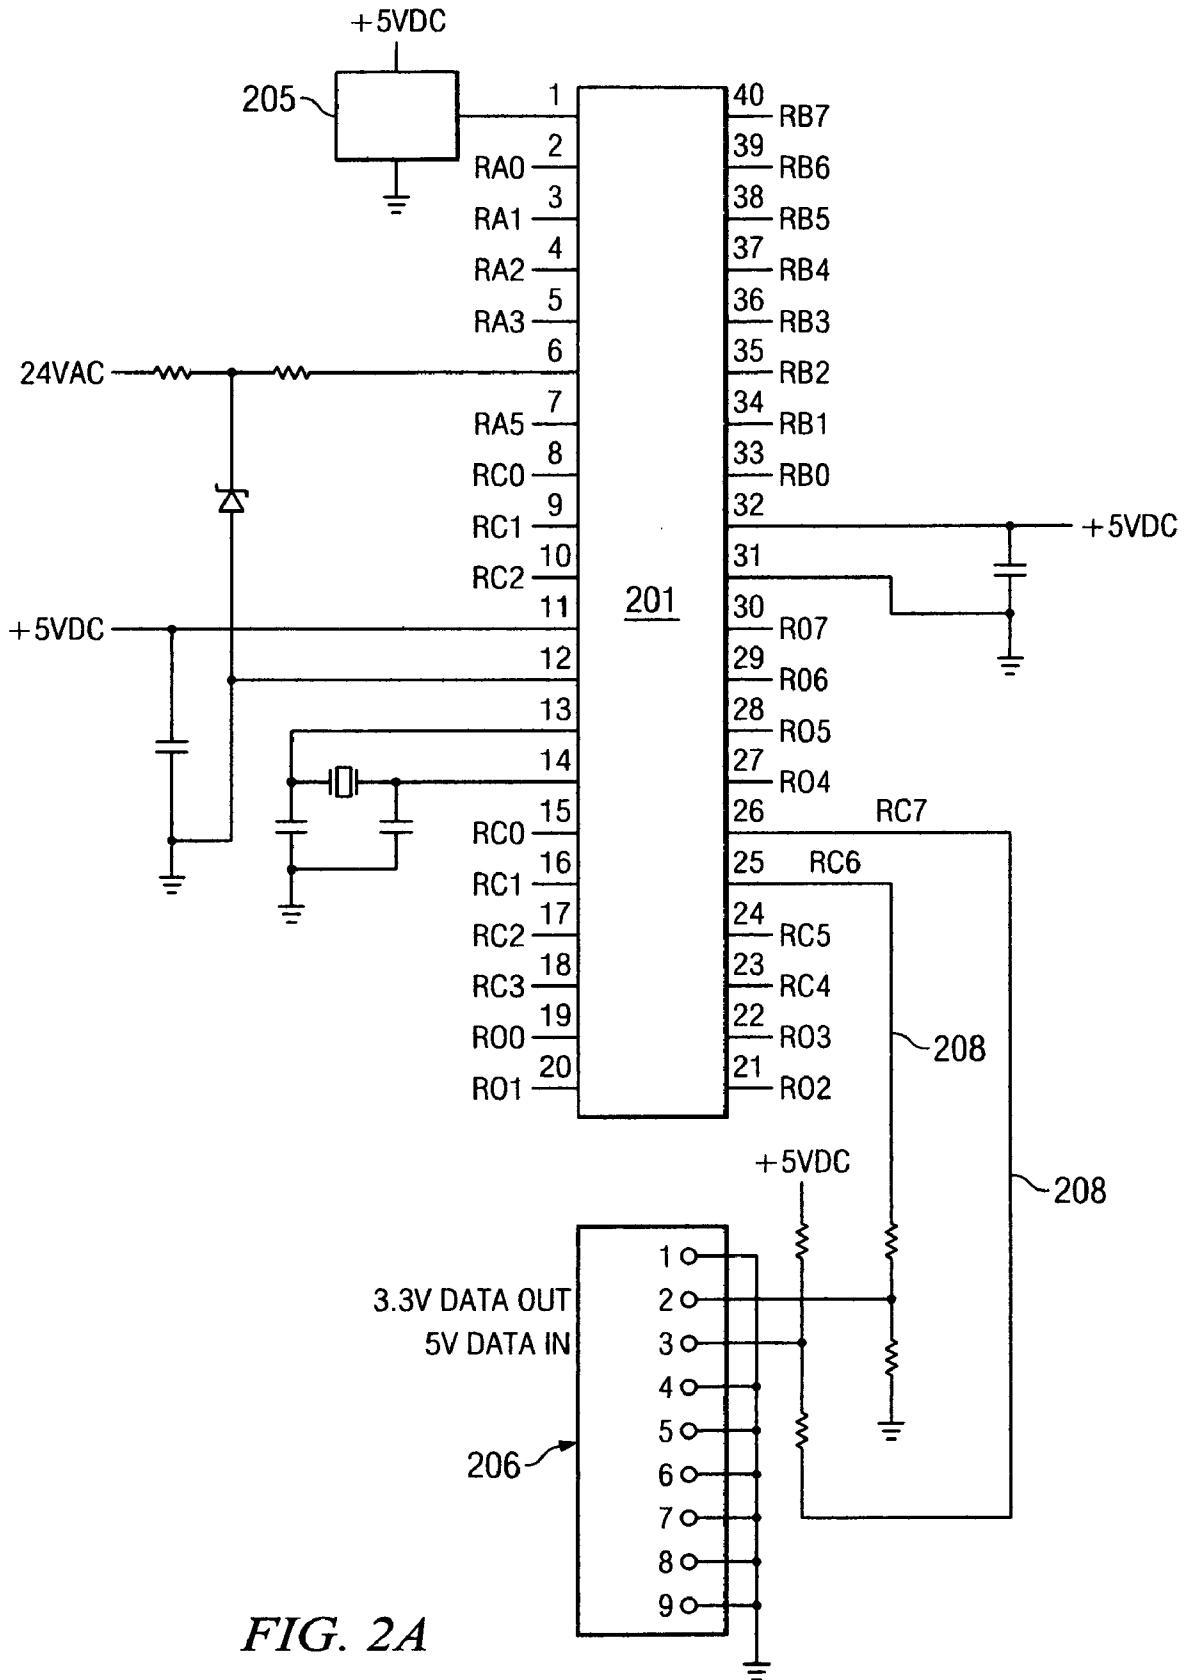 +5VDC
205
1 40 RB7
RA0 2 39 RB6
RA1 3 38 RB5
RA2 4 37 RB4
RA3 5 36 RB3
24VAC 6 35 RB2
RA5 7 34 RB1
RC0 8 33 RB0
RC1 9 32 +5VDC
RC2 10 31
201
+5VDC 11 30 R07
12 29 R06
13 28 R05
14 27 R04
RC0 15 26 RC7
RC1 16 25 RC6
RC2 17 24 RC5
RC3 18 23 RC4
R00 19 22 R03
R01 20 21 R02
208
+5VDC
208
1
3.3V DATA OUT 2
5V DATA IN 3
4
5
206
6
7
8
9
FIG. 2A